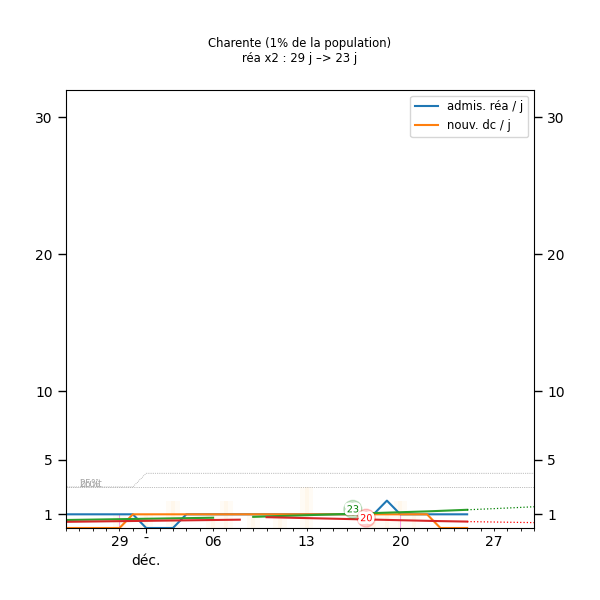 Charente (1% de la population)
réa x2 : 29 j –> 23 j
admis. réa / j
nouv. dc / j
30 30
20 20
10 10
5 5
1 1
23
20
29 - 06 13 20 27
déc.